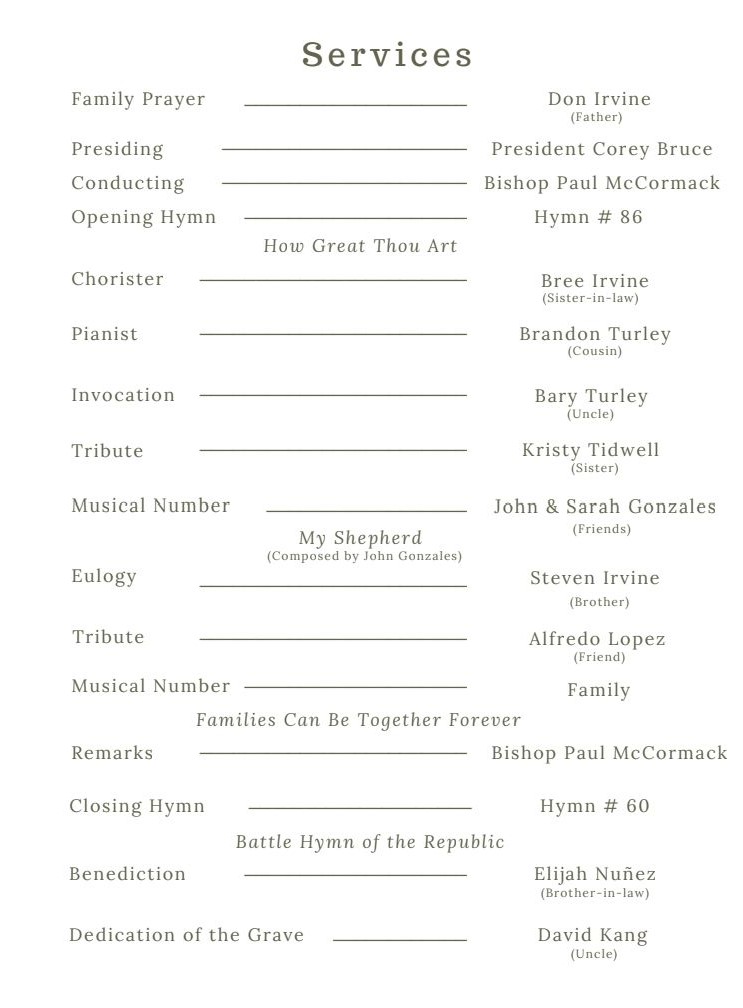 Services
Family Prayer Don Irvine
(Father)
Presiding President Corey Bruce
Conducting Bishop Paul McCormack
Opening Hymn Hymn # 86
How Great Thou Art
Chorister Bree Irvine
(Sister-in-law)
Pianist Brandon Turley
(Cousin)
Invocation Bary Turley
(Uncle)
Tribute Kristy Tidwell
(Sister)
Musical Number John & Sarah Gonzales
(Friends)
My Shepherd
(Composed by John Gonzales)
Eulogy Steven Irvine
(Brother)
Tribute Alfredo Lopez
(Friend)
Musical Number Family
Families Can Be Together Forever
Remarks Bishop Paul McCormack
Closing Hymn Hymn # 60
Battle Hymn of the Republic
Benediction Elijah Nuñez
(Brother-in-law)
Dedication of the Grave David Kang
(Uncle)